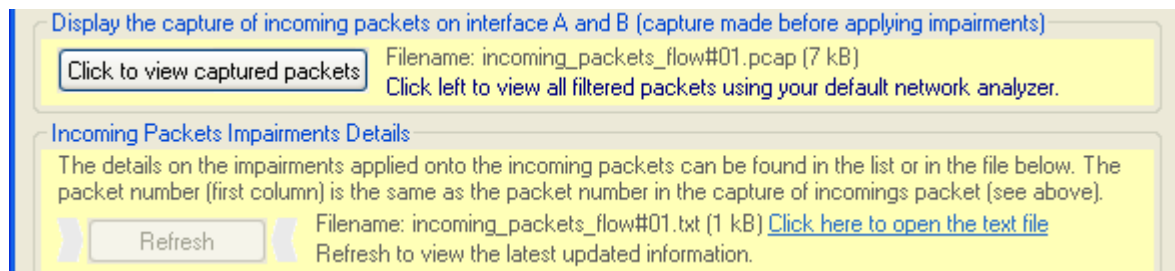 Display the capture of incoming packets on interface A and B (capture made before applying impairments)
Click to view captured packets
Filename: incoming_packets_flow#01.pcap (7 kB)
Click left to view all filtered packets using your default network analyzer.
Incoming Packets Impairments Details
The details on the impairments applied onto the incoming packets can be found in the list or in the file below. The
packet number (first column) is the same as the packet number in the capture of incomings packet (see above).
Refresh
Filename: incoming_packets_flow#01.txt (1 kB) Click here to open the text file
Refresh to view the latest updated information.